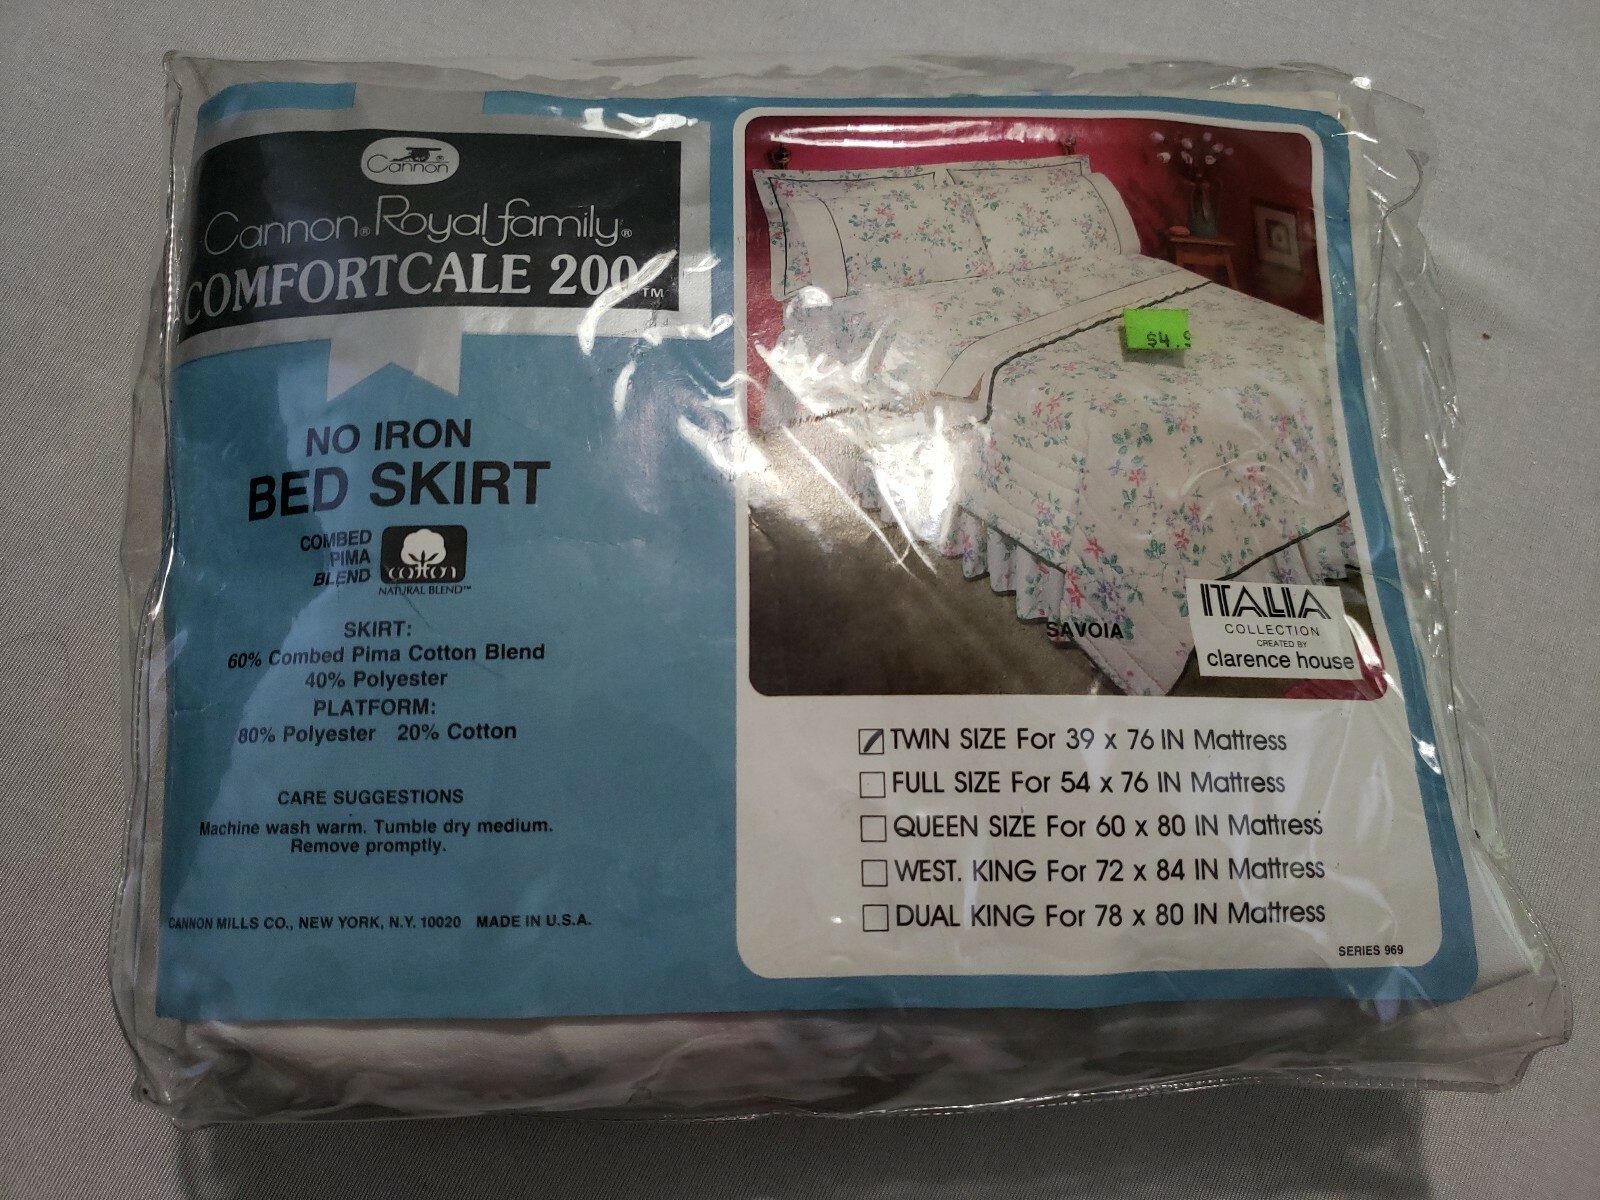 Cannon®
Cannon® Royal Family®
COMFORTCALE 200™
NO IRON
BED SKIRT
COMBED
PIMA
BLEND
cotton
NATURAL BLEND™
SKIRT:
60% Combed Pima Cotton Blend
40% Polyester
PLATFORM:
80% Polyester 20% Cotton
CARE SUGGESTIONS
Machine wash warm. Tumble dry medium.
Remove promptly.
CANNON MILLS CO., NEW YORK, N.Y. 10020 MADE IN U.S.A.
$4.9
SAVOIA
ITALIA
COLLECTION
CREATED BY
clarence house
TWIN SIZE For 39 x 76 IN Mattress
FULL SIZE For 54 x 76 IN Mattress
QUEEN SIZE For 60 x 80 IN Mattress
WEST. KING For 72 x 84 IN Mattress
DUAL KING For 78 x 80 IN Mattress
SERIES 969